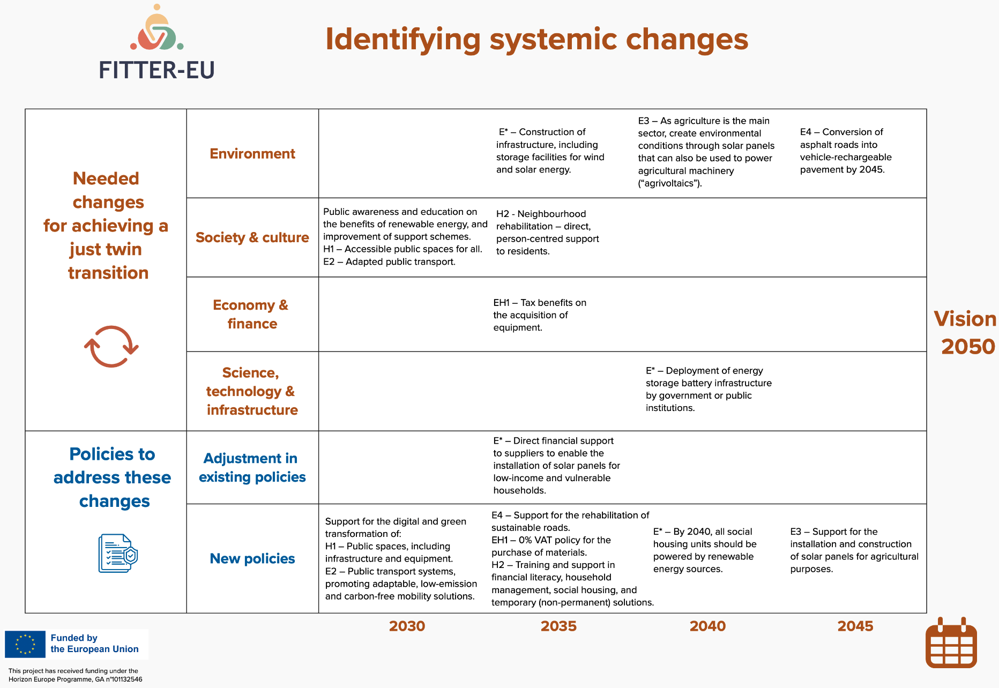 FITTER-EU
Identifying systemic changes
Needed
changes
for achieving a
just twin
transition
Environment
E* – Construction of
infrastructure, including
storage facilities for wind
and solar energy.
E3 – As agriculture is the main
sector, create environmental
conditions through solar panels
that can also be used to power
agricultural machinery
(“agrivoltaics”).
E4 – Conversion of
asphalt roads into
vehicle-rechargeable
pavement by 2045.
Society & culture
Public awareness and education on
the benefits of renewable energy, and
improvement of support schemes.
H1 – Accessible public spaces for all.
E2 – Adapted public transport.
H2 - Neighbourhood
rehabilitation – direct,
person-centred support
to residents.
Economy &
finance
EH1 – Tax benefits on
the acquisition of
equipment.
Science,
technology &
infrastructure
E* – Deployment of energy
storage battery infrastructure
by government or public
institutions.
Policies to
address these
changes
Adjustment in
existing policies
E* – Direct financial support
to suppliers to enable the
installation of solar panels for
low-income and vulnerable
households.
New policies
Support for the digital and green
transformation of:
H1 – Public spaces, including
infrastructure and equipment.
E2 – Public transport systems,
promoting adaptable, low-emission
and carbon-free mobility solutions.
E4 – Support for the rehabilitation of
sustainable roads.
EH1 – 0% VAT policy for the
purchase of materials.
H2 – Training and support in
financial literacy, household
management, social housing, and
temporary (non-permanent) solutions.
E* – By 2040, all social
housing units should be
powered by renewable
energy sources.
E3 – Support for the
installation and construction
of solar panels for agricultural
purposes.
Vision
2050
2030
2035
2040
2045
Funded by
the European Union
This project has received funding under the
Horizon Europe Programme, GA n°101132546